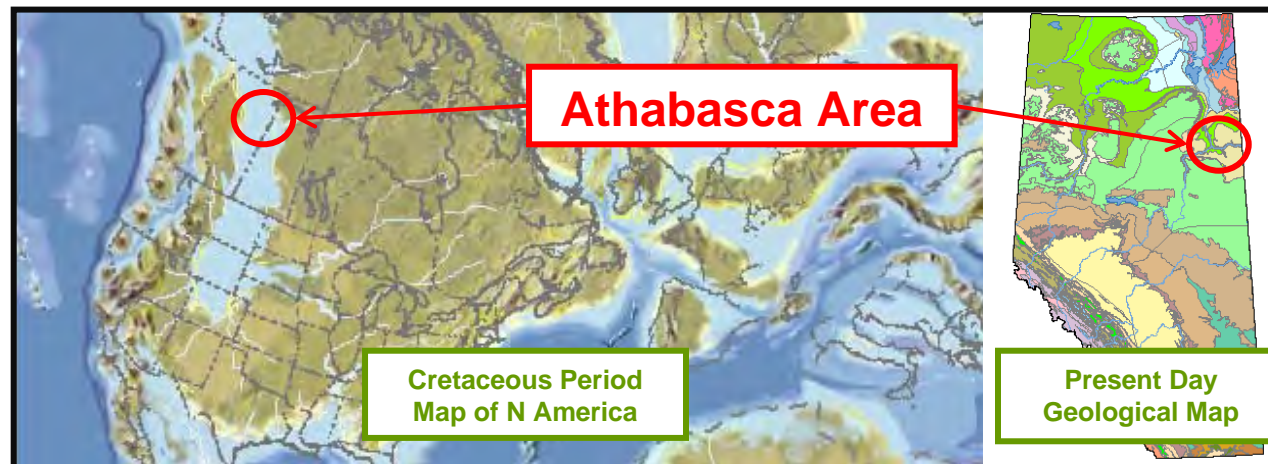 Athabasca Area
Cretaceous Period
Map of N America
Present Day
Geological Map